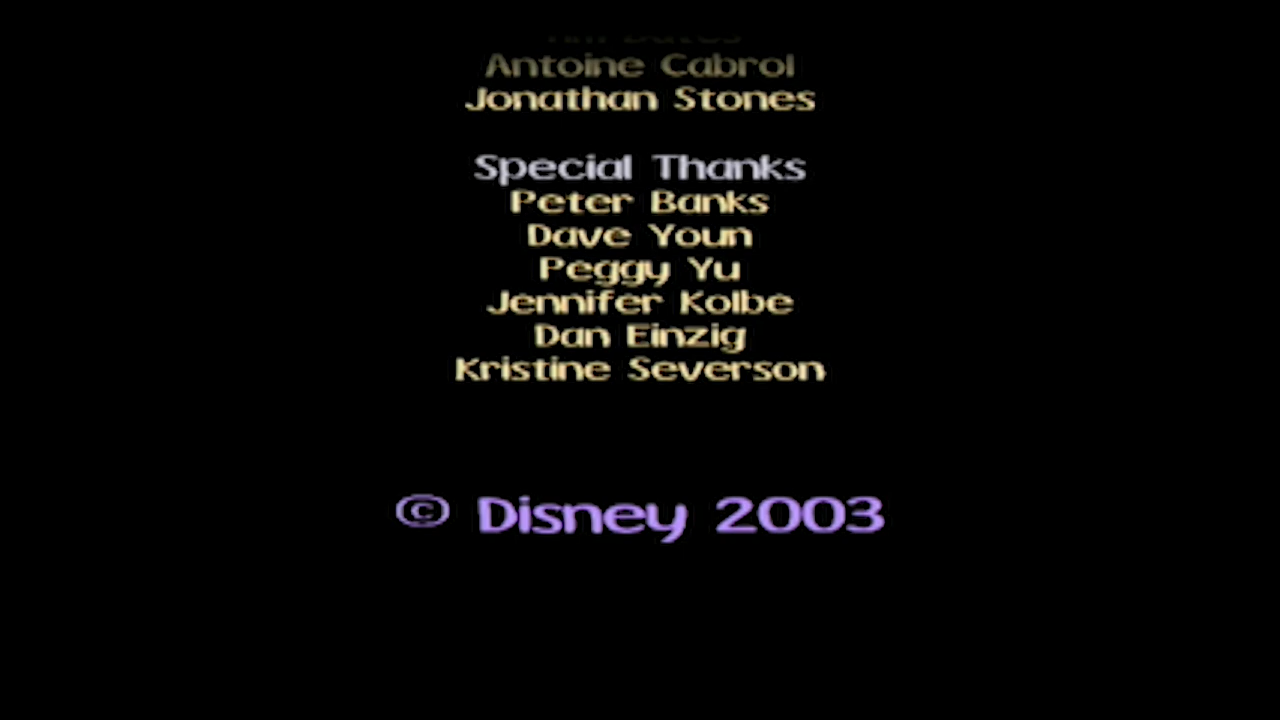 Antoine Cabrol
Jonathan Stones
Special Thanks
Peter Banks
Dave Youn
Peggy Yu
Jennifer Kolbe
Dan Einzig
Kristine Severson
© Disney 2003